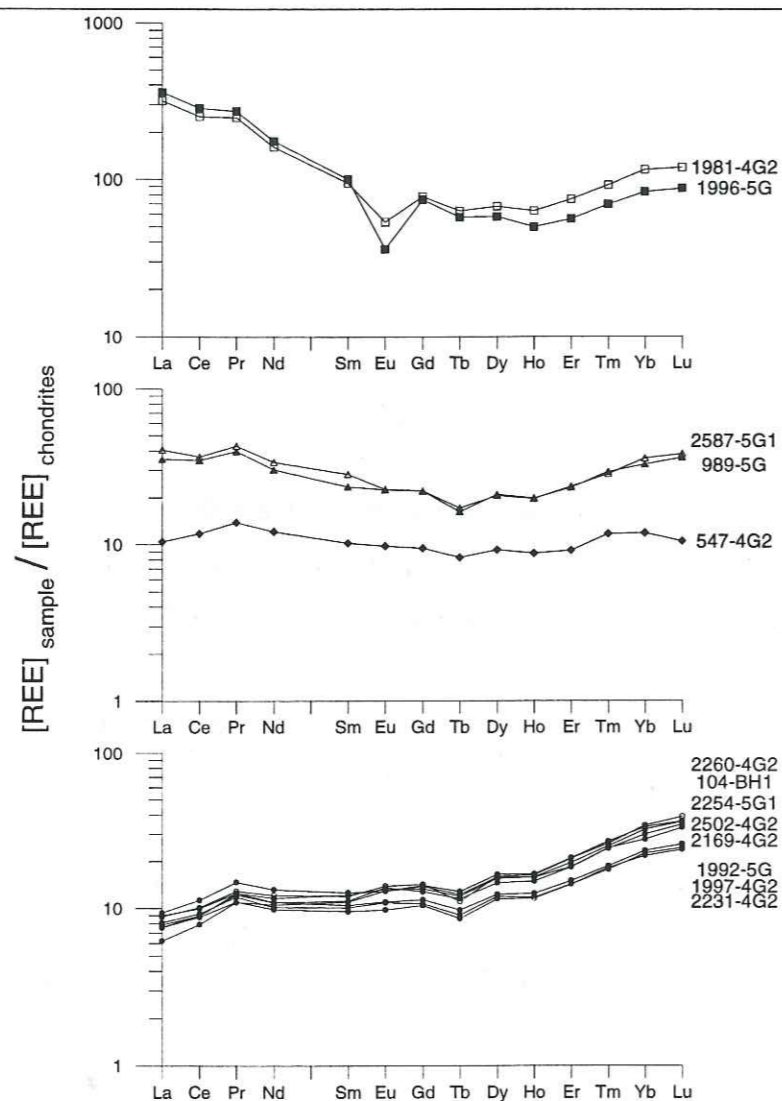 1000
100
10
1981-4G2
1996-5G
La Ce Pr Nd Sm Eu Gd Tb Dy Ho Er Tm Yb Lu
[REE] sample / [REE] chondrites
100
10
1
2587-5G1
989-5G
547-4G2
La Ce Pr Nd Sm Eu Gd Tb Dy Ho Er Tm Yb Lu
100
10
1
2260-4G2
104-BH1
2254-5G1
2502-4G2
2169-4G2
1992-5G
1997-4G2
2231-4G2
La Ce Pr Nd Sm Eu Gd Tb Dy Ho Er Tm Yb Lu